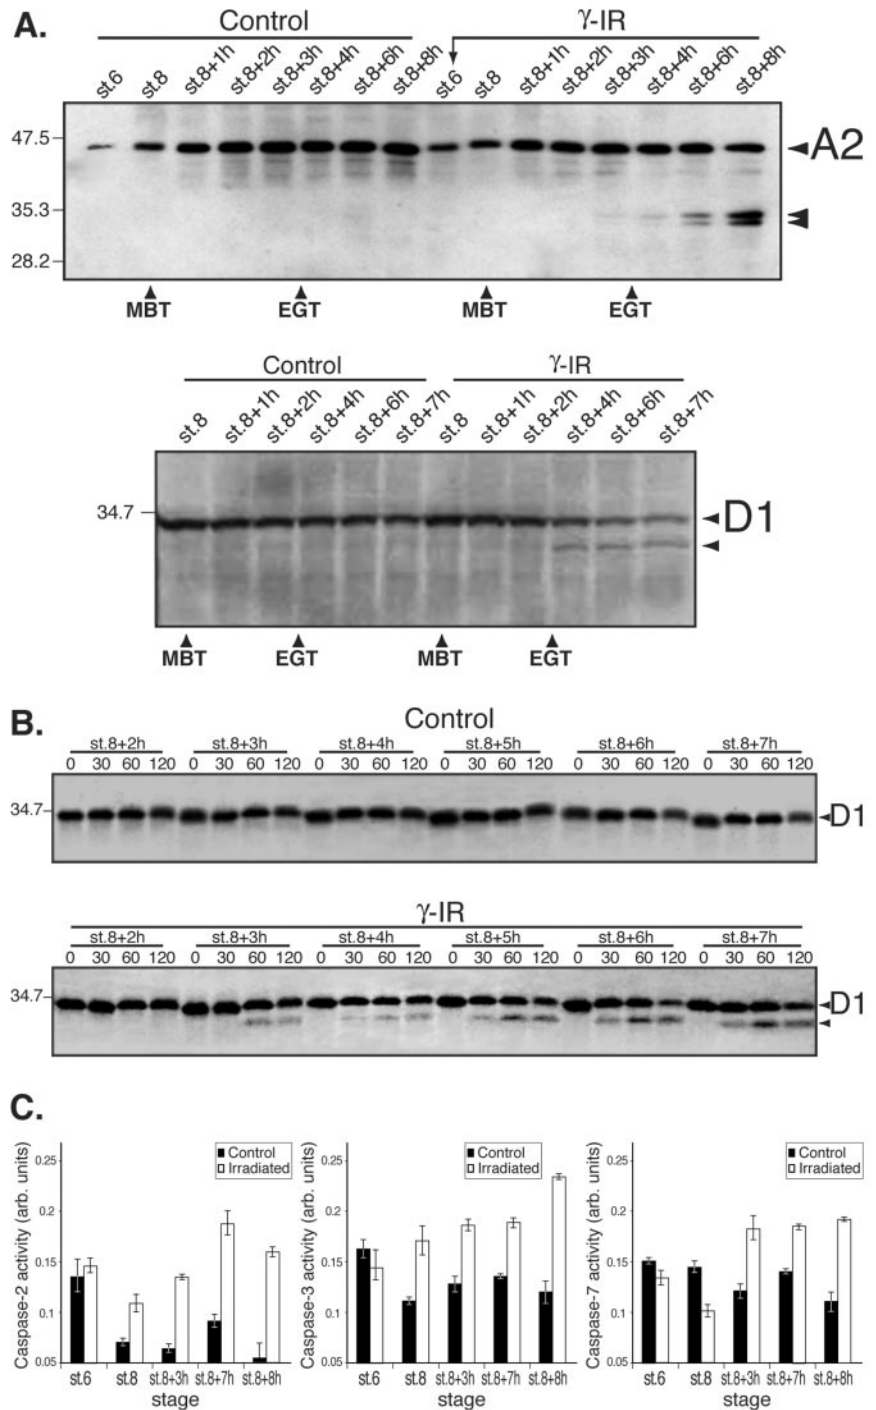 A.
Control γ-IR
st.6 st.8 st.8+1h st.8+2h st.8+3h st.8+4h st.8+6h st.8+8h st.6 st.8 st.8+1h st.8+2h st.8+3h st.8+4h st.8+6h st.8+8h
47.5
A2
35.3
28.2
MBT EGT MBT EGT
Control γ-IR
st.8 st.8+1h st.8+2h st.8+4h st.8+6h st.8+7h st.8 st.8+1h st.8+2h st.8+4h st.8+6h st.8+7h
34.7
D1
MBT EGT MBT EGT
B.
Control
st.8+2h st.8+3h st.8+4h st.8+5h st.8+6h st.8+7h
0 30 60 120 0 30 60 120 0 30 60 120 0 30 60 120 0 30 60 120 0 30 60 120
34.7 D1
γ-IR
st.8+2h st.8+3h st.8+4h st.8+5h st.8+6h st.8+7h
0 30 60 120 0 30 60 120 0 30 60 120 0 30 60 120 0 30 60 120 0 30 60 120
34.7 D1
C.
Caspase-2 activity (arb. units)
0.25
0.2
0.15
0.1
0.05
Control
Irradiated
st.6 st.8 st.8+3h st.8+7h st.8+8h
stage
Caspase-3 activity (arb. units)
0.25
0.2
0.15
0.1
0.05
Control
Irradiated
st.6 st.8 st.8+3h st.8+7h st.8+8h
stage
Caspase-7 activity (arb. units)
0.25
0.2
0.15
0.1
0.05
Control
Irradiated
st.6 st.8 st.8+3h st.8+7h st.8+8h
stage